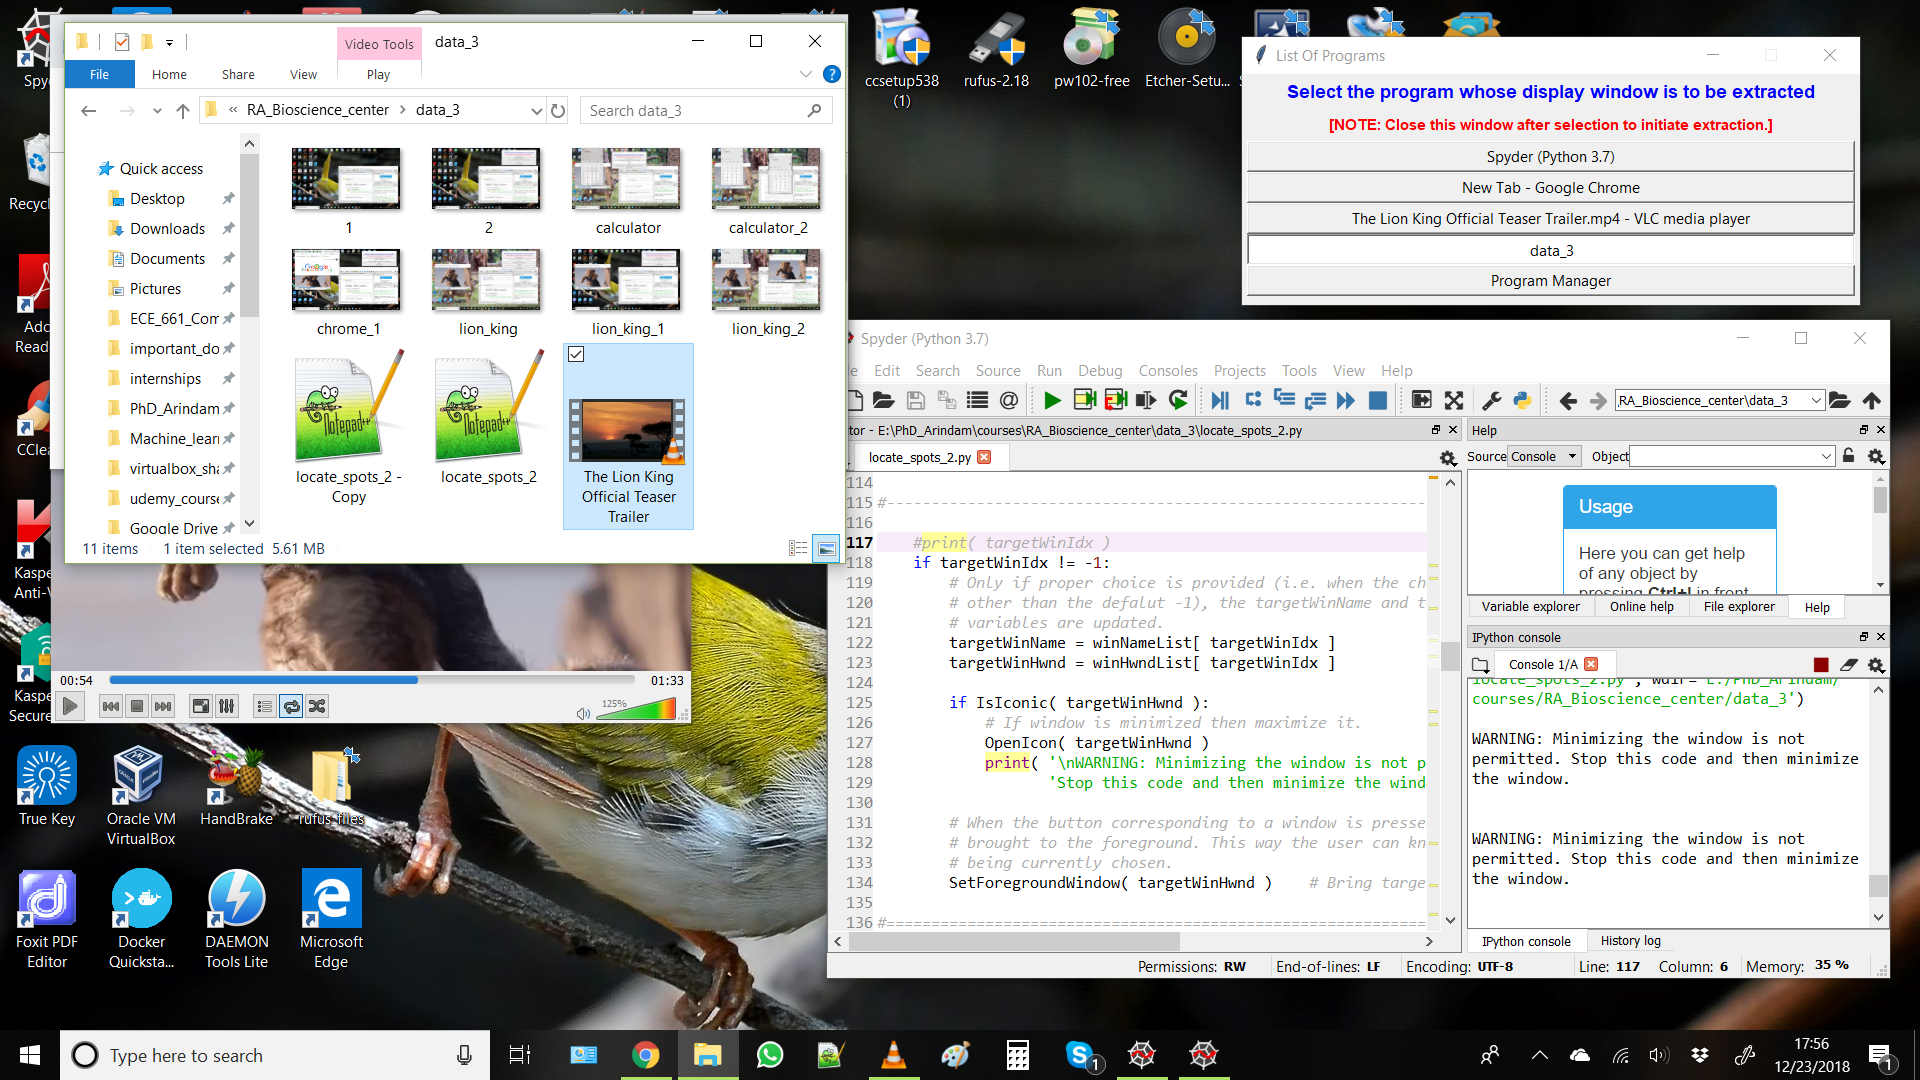 Video Tools
data_3
File
Home
Share
View
Play
RA_Bioscience_center
data_3
Search data_3
Quick access
Desktop
Downloads
Documents
Pictures
ECE_661_Com
important_do
internships
PhD_Arindam
Machine_learn
virtualbox_sha
udemy_course
Google Drive
1
2
calculator
calculator_2
chrome_1
lion_king
lion_king_1
lion_king_2
locate_spots_2 -
Copy
locate_spots_2
The Lion King
Official Teaser
Trailer
11 items
1 item selected 5.61 MB
ccsetup538
(1)
rufus-2.18
pw102-free
Etcher-Setu...
List Of Programs
Select the program whose display window is to be extracted
[NOTE: Close this window after selection to initiate extraction.]
Spyder (Python 3.7)
New Tab - Google Chrome
The Lion King Official Teaser Trailer.mp4 - VLC media player
data_3
Program Manager
Spyder (Python 3.7)
Edit
Search
Source
Run
Debug
Consoles
Projects
Tools
View
Help
RA_Bioscience_center\data_3
tor - E:\PhD_Arindam\courses\RA_Bioscience_center\data_3\locate_spots_2.py
locate_spots_2.py
114
115 #------------------------------------------------------------
116
117 #print( targetWinIdx )
118 if targetWinIdx != -1:
119 # Only if proper choice is provided (i.e. when the ch
120 # other than the defalut -1), the targetWinName and t
121 # variables are updated.
122 targetWinName = winNameList[ targetWinIdx ]
123 targetWinHwnd = winHwndList[ targetWinIdx ]
124
125 if IsIconic( targetWinHwnd ):
126 # If window is minimized then maximize it.
127 OpenIcon( targetWinHwnd )
128 print( '\nWARNING: Minimizing the window is not p
129 'Stop this code and then minimize the wind
130
131 # When the button corresponding to a window is presse
132 # brought to the foreground. This way the user can kn
133 # being currently chosen.
134 SetForegroundWindow( targetWinHwnd ) # Bring targe
135
136 #============================================================
Permissions: RW
End-of-lines: LF
Encoding: UTF-8
Line: 117
Column: 6
Memory: 35 %
Help
Source
Console
Object
Usage
Here you can get help
of any object by
pressing Ctrl+I in front
Variable explorer
Online help
File explorer
Help
IPython console
Console 1/A
locate_spots_2.py', wdir='E:/PhD_Arindam/
courses/RA_Bioscience_center/data_3')
WARNING: Minimizing the window is not
permitted. Stop this code and then minimize
the window.
WARNING: Minimizing the window is not
permitted. Stop this code and then minimize
the window.
IPython console
History log
00:54
01:33
125%
Spy
Recyc
Ado
Read
CCle
Kaspe
Anti-V
Kaspe
Secure
True Key
Oracle VM
VirtualBox
HandBrake
rufus_files
Foxit PDF
Editor
Docker
Quicksta...
DAEMON
Tools Lite
Microsoft
Edge
Type here to search
1
17:56
12/23/2018
1